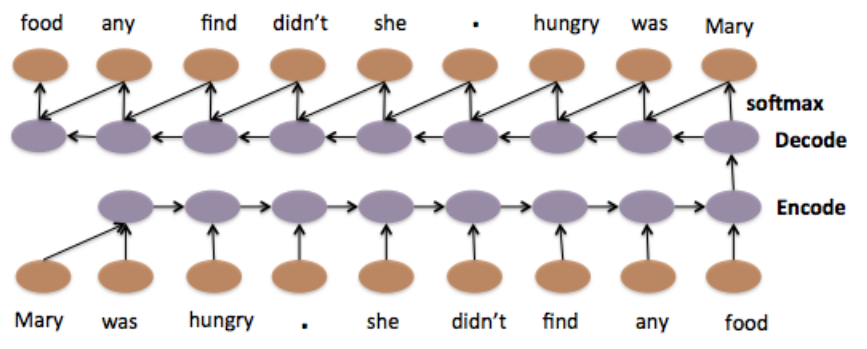 food any find didn't she . hungry was Mary
softmax
Decode
Encode
Mary was hungry . she didn't find any food